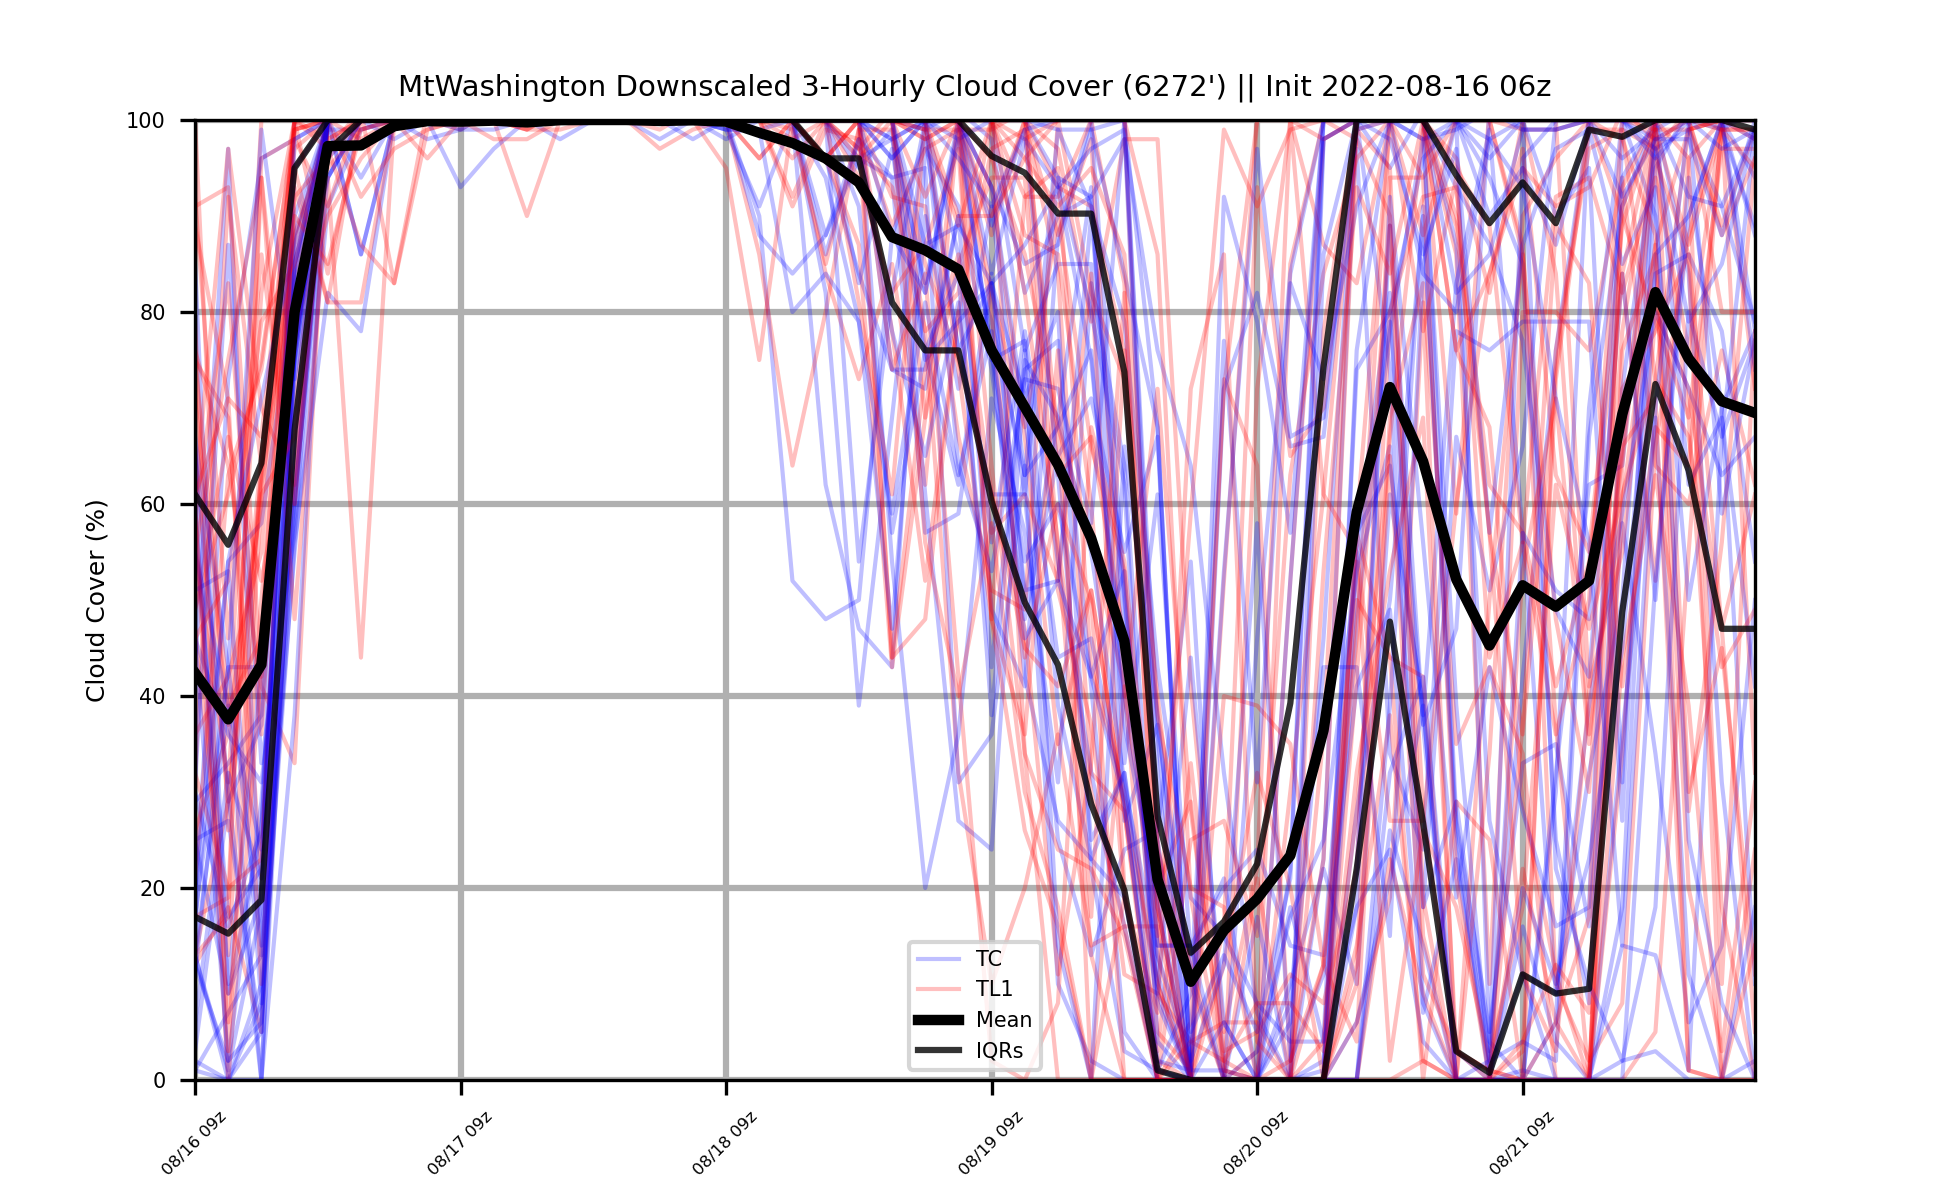 MtWashington Downscaled 3-Hourly Cloud Cover (6272') || Init 2022-08-16 06z
Cloud Cover (%)
100
80
60
40
20
0
TC
TL1
Mean
IQRs
08/16 09z
08/17 09z
08/18 09z
08/19 09z
08/20 09z
08/21 09z